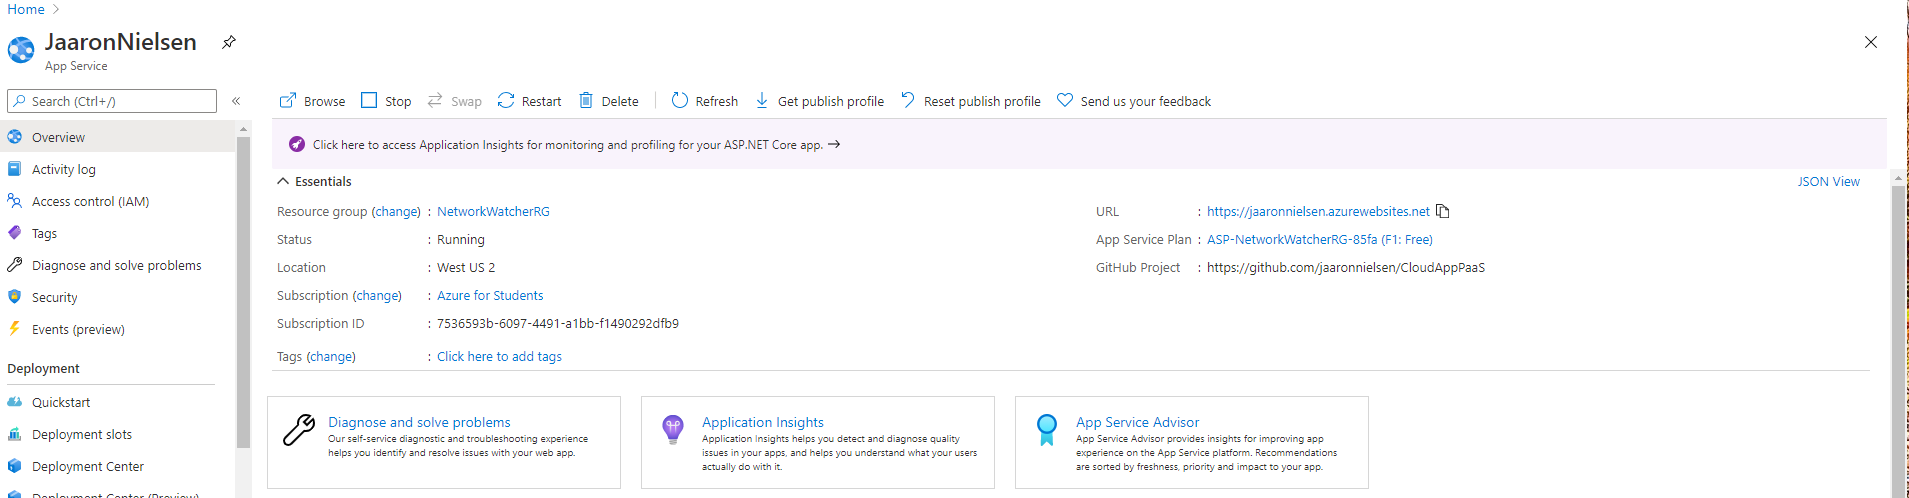 Home
JaaronNielsen
App Service
Search (Ctrl+/)
Overview
Activity log
Access control (IAM)
Tags
Diagnose and solve problems
Security
Events (preview)
Deployment
Quickstart
Deployment slots
Deployment Center
Deployment Center (Preview)
Browse Stop Swap Restart Delete Refresh Get publish profile Reset publish profile Send us your feedback
Click here to access Application Insights for monitoring and profiling for your ASP.NET Core app. →
Essentials
JSON View
Resource group (change) : NetworkWatcherRG
Status : Running
Location : West US 2
Subscription (change) : Azure for Students
Subscription ID : 7536593b-6097-4491-a1bb-f1490292dfb9
Tags (change) : Click here to add tags
URL : https://jaaronnielsen.azurewebsites.net
App Service Plan : ASP-NetworkWatcherRG-85fa (F1: Free)
GitHub Project : https://github.com/jaaronnielsen/CloudAppPaaS
Diagnose and solve problems
Our self-service diagnostic and troubleshooting experience
helps you identify and resolve issues with your web app.
Application Insights
Application Insights helps you detect and diagnose quality
issues in your apps, and helps you understand what your users
actually do with it.
App Service Advisor
App Service Advisor provides insights for improving app
experience on the App Service platform. Recommendations
are sorted by freshness, priority and impact to your app.